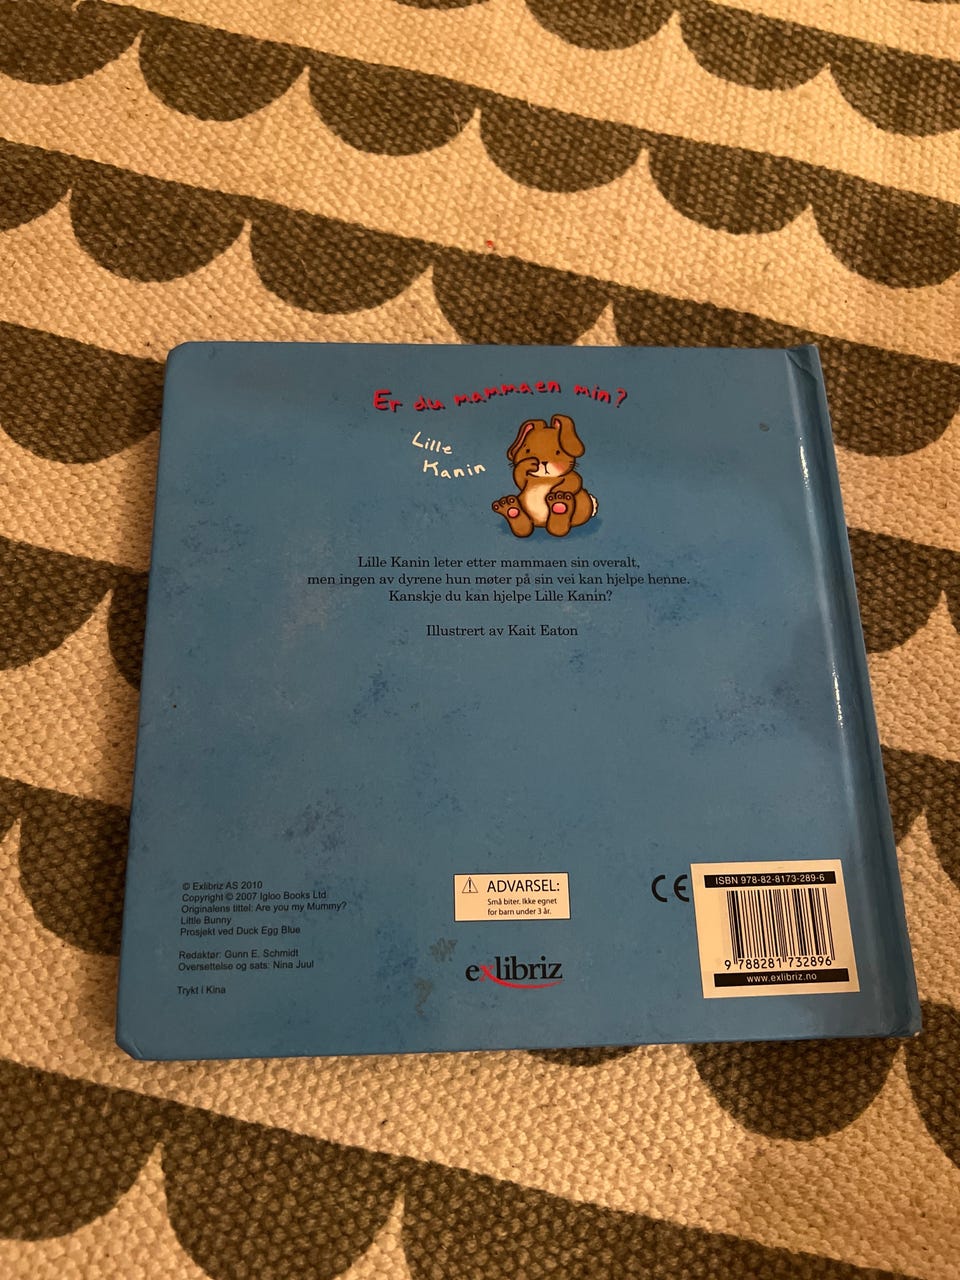 Er du mammaen min?
Lille
Kanin
Lille Kanin leter etter mammaen sin overalt,
men ingen av dyrene hun møter på sin vei kan hjelpe henne.
Kanskje du kan hjelpe Lille Kanin?
Illustrert av Kait Eaton
© Exlibriz AS 2010
Copyright © 2007 Igloo Books Ltd
Originalens tittel: Are you my Mummy?
Little Bunny
Prosjekt ved Duck Egg Blue
Redaktør: Gunn E. Schmidt
Oversettelse og sats: Nina Juul
Trykt i Kina
ADVARSEL:
Små biter. Ikke egnet
for barn under 3 år.
exlibriz
CE
ISBN 978-82-8173-289-6
9 788281 732896
www.exlibriz.no